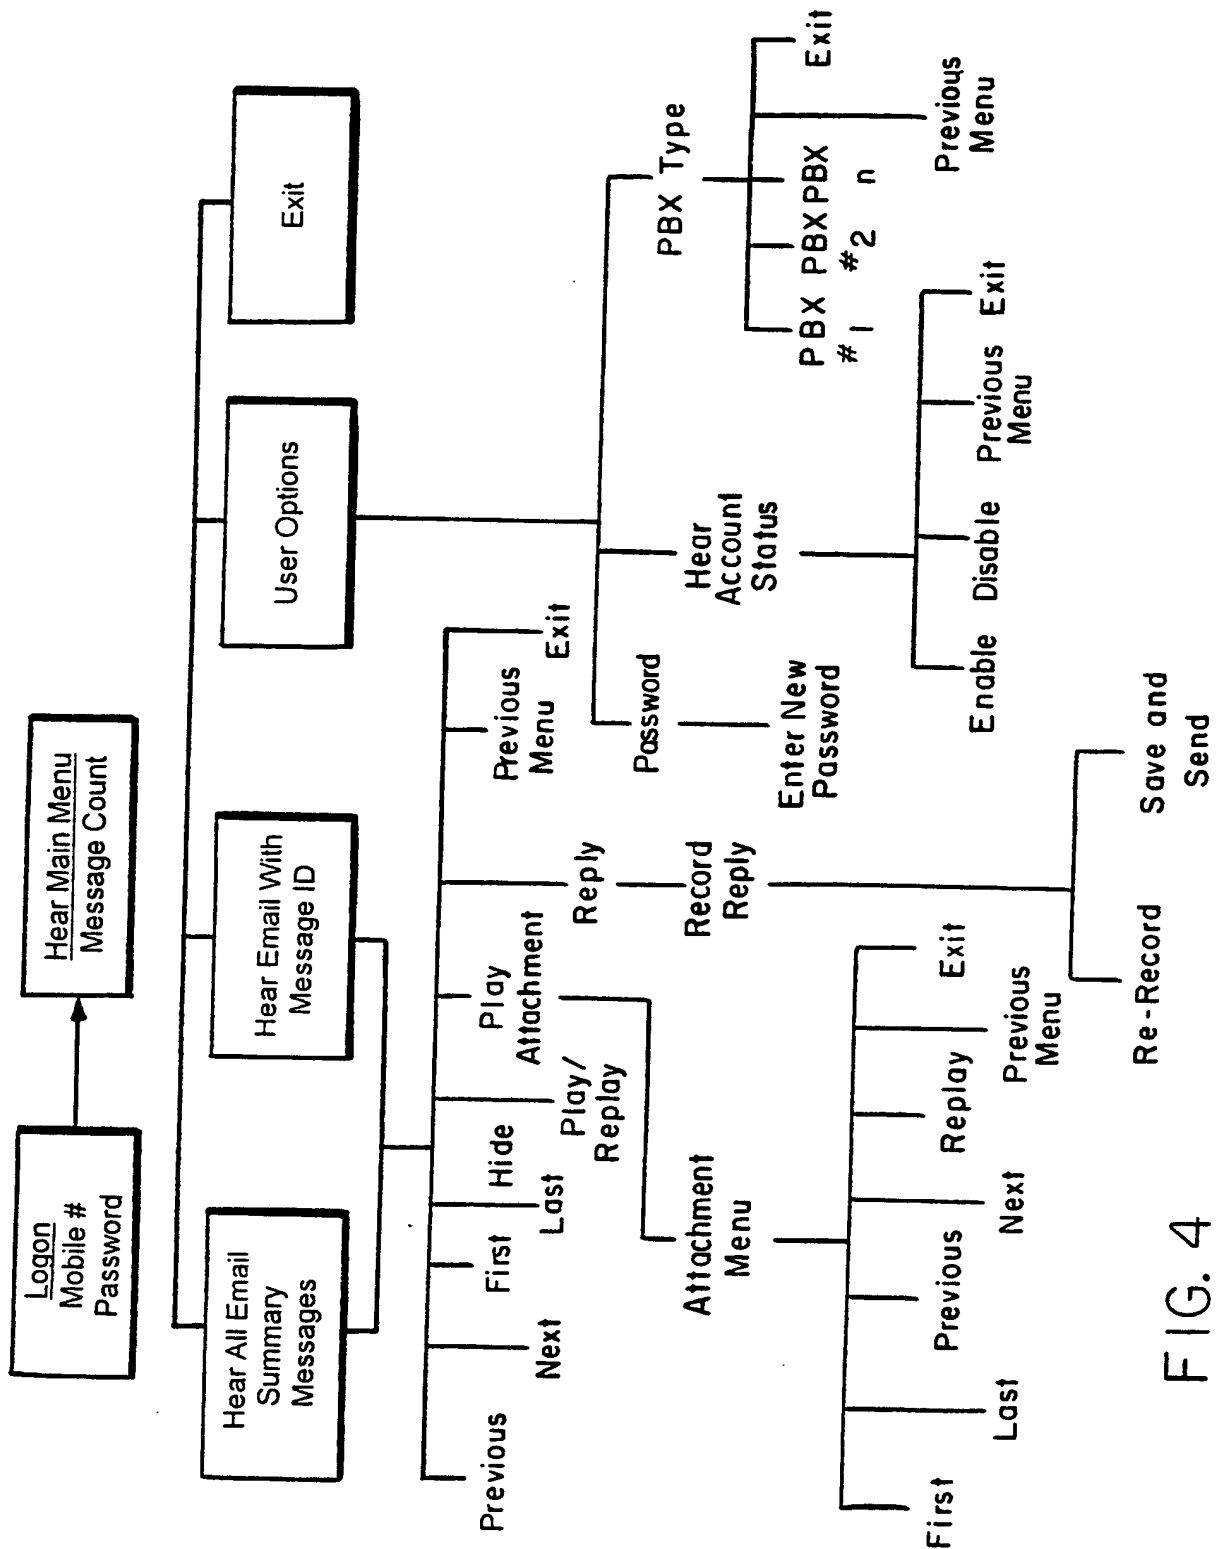 Logon
Mobile #
Password
Hear Main Menu
Message Count
Hear All Email
Summary
Messages
Hear Email With
Message ID
User Options
Exit
Previous
Next
First
Last
Hide
Play/
Replay
Play
Attachment
Reply
Previous
Menu
Exit
Record
Reply
Re-Record
Save and
Send
Attachment
Menu
First
Last
Previous
Next
Replay
Previous
Menu
Exit
Password
Enter New
Password
Hear
Account
Status
Enable
Disable
Previous
Menu
Exit
PBX Type
PBX
#1
PBX
#2
PBX
n
Previous
Menu
Exit
FIG. 4